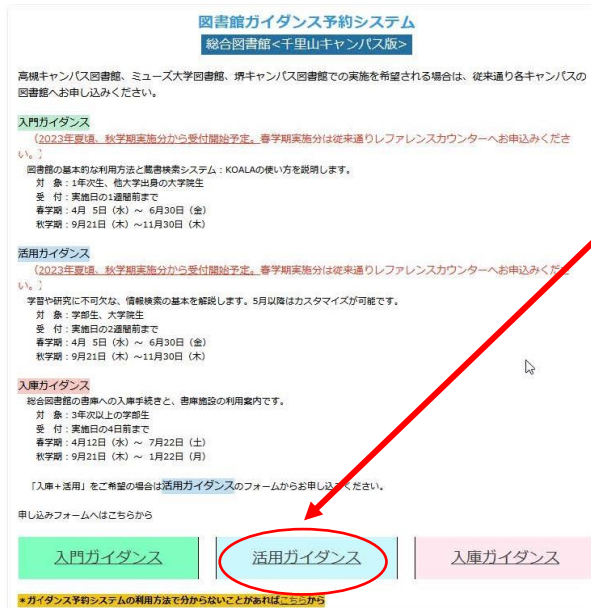 図書館ガイダンス予約システム
総合図書館<千里山キャンパス版>
高槻キャンパス図書館、ミューズ大学図書館、堺キャンパス図書館での実施を希望される場合は、従来通り各キャンパスの
図書館へお申し込みください。
入門ガイダンス
（2023年夏頃、秋学期実施分から受付開始予定。春学期実施分は従来通りレファレンスカウンターへお申込みくださ
い。）
図書館の基本的な利用方法と蔵書検索システム：KOALAの使い方を説明します。
対　象：1年次生、他大学出身の大学院生
受　付：実施日の1週間前まで
春学期：4月 5日（水）～ 6月30日（金）
秋学期：9月21日（木）～11月30日（木）
活用ガイダンス
（2023年夏頃、秋学期実施分から受付開始予定。春学期実施分は従来通りレファレンスカウンターへお申込みくださ
い。）
学習や研究に不可欠な、情報検索の基本を解説します。5月以降はカスタマイズが可能です。
対　象：学部生、大学院生
受　付：実施日の2週間前まで
春学期：4月 5日（水）～ 6月30日（金）
秋学期：9月21日（木）～11月30日（木）
入庫ガイダンス
総合図書館の書庫への入庫手続きと、書庫施設の利用案内です。
対　象：3年次以上の学部生
受　付：実施日の4日前まで
春学期：4月12日（水）～ 7月22日（土）
秋学期：9月21日（木）～ 1月22日（月）
「入庫＋活用」をご希望の場合は活用ガイダンスのフォームからお申し込みください。
申し込みフォームへはこちらから
入門ガイダンス 活用ガイダンス 入庫ガイダンス
＊ガイダンス予約システムの利用方法で分からないことがあればこちらから